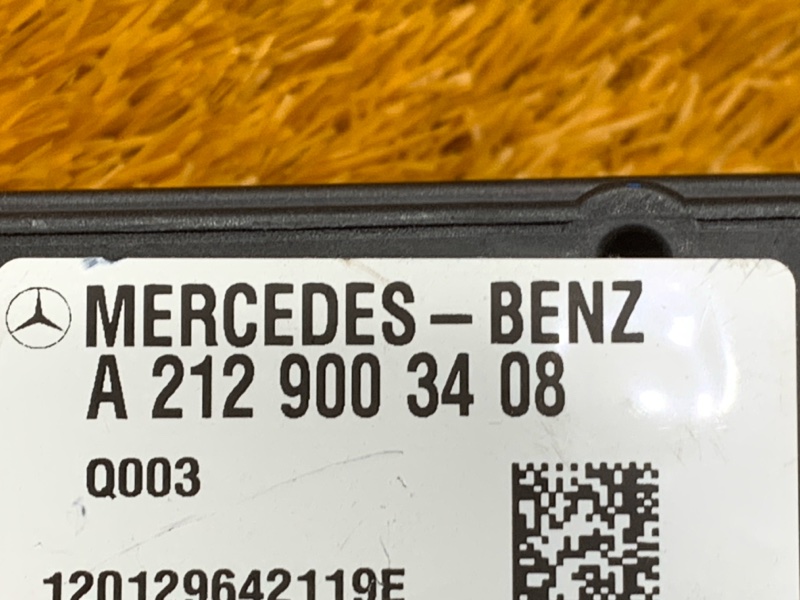 MERCEDES-BENZ
A 212 900 34 08
Q003
120129642119E